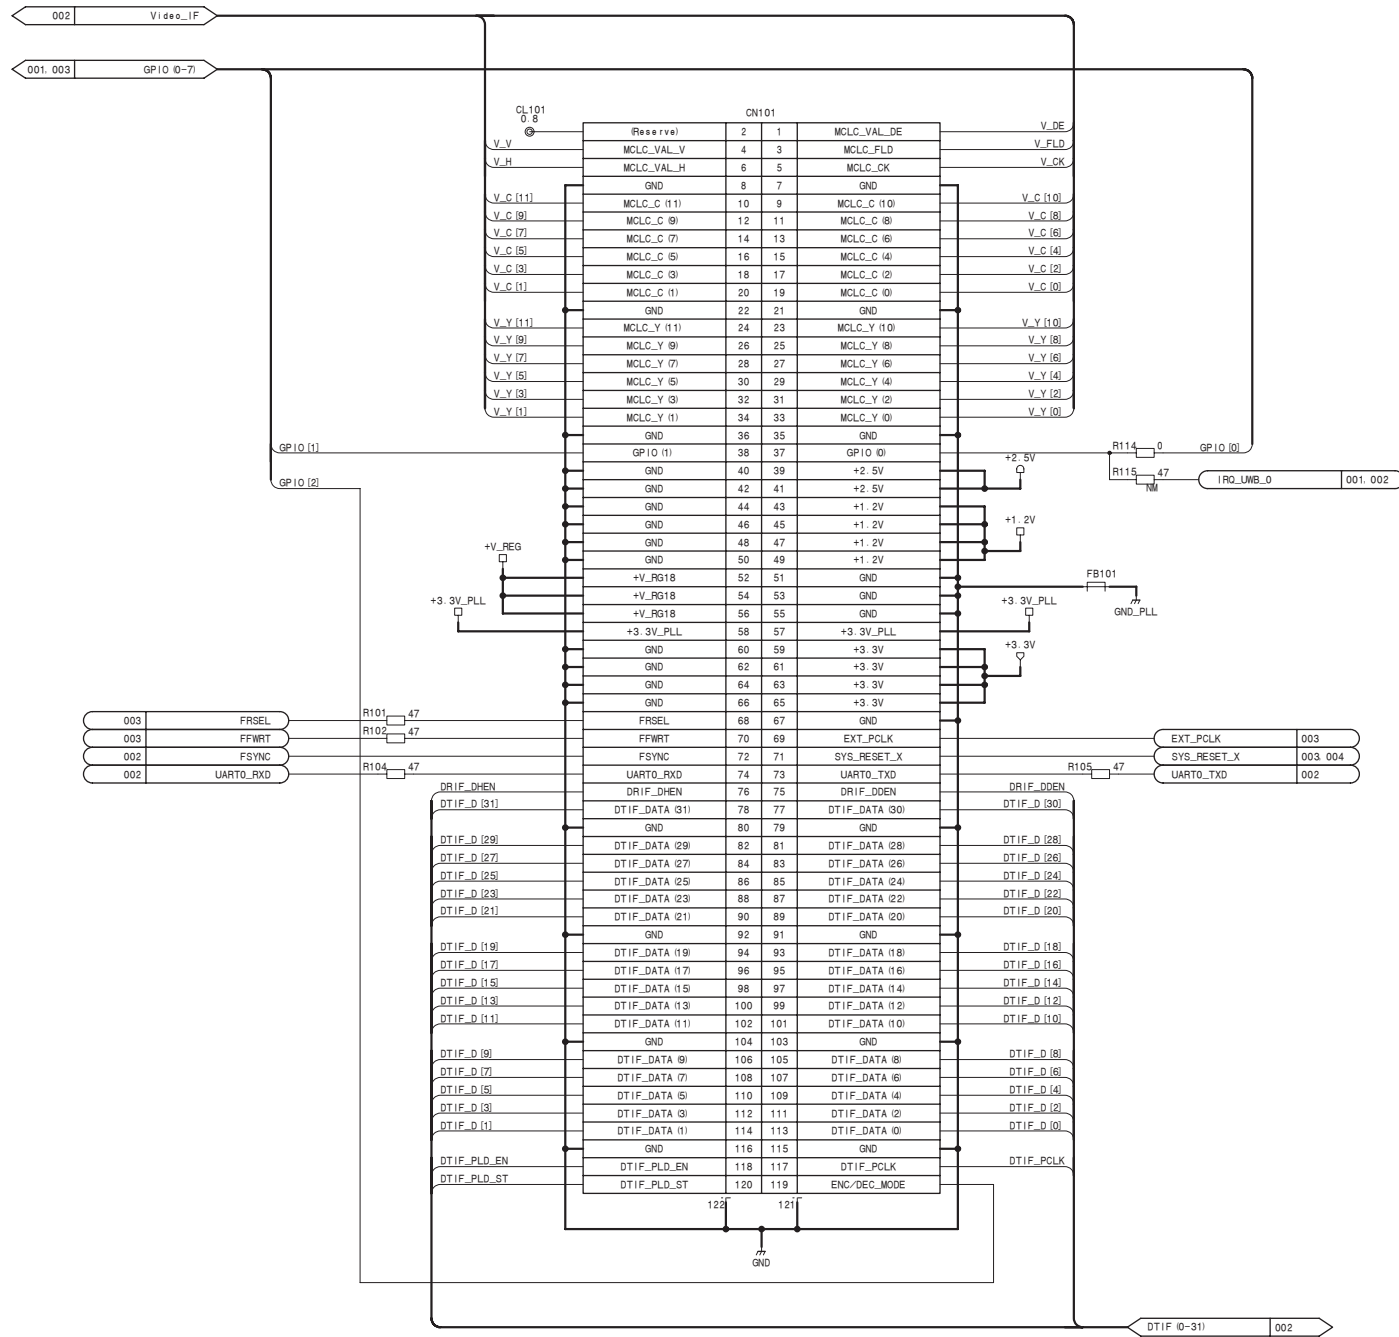 002 Video_IF
001, 003 GPIO (0-7)
CL101
0.8
CN101
(Reserve) 2 1 MCLC_VAL_DE V_DE
V_V MCLC_VAL_V 4 3 MCLC_FLD V_FLD
V_H MCLC_VAL_H 6 5 MCLC_CK V_CK
GND 8 7 GND
V_C [11] MCLC_C (11) 10 9 MCLC_C (10) V_C [10]
V_C [9] MCLC_C (9) 12 11 MCLC_C (8) V_C [8]
V_C [7] MCLC_C (7) 14 13 MCLC_C (6) V_C [6]
V_C [5] MCLC_C (5) 16 15 MCLC_C (4) V_C [4]
V_C [3] MCLC_C (3) 18 17 MCLC_C (2) V_C [2]
V_C [1] MCLC_C (1) 20 19 MCLC_C (0) V_C [0]
GND 22 21 GND
V_Y [11] MCLC_Y (11) 24 23 MCLC_Y (10) V_Y [10]
V_Y [9] MCLC_Y (9) 26 25 MCLC_Y (8) V_Y [8]
V_Y [7] MCLC_Y (7) 28 27 MCLC_Y (6) V_Y [6]
V_Y [5] MCLC_Y (5) 30 29 MCLC_Y (4) V_Y [4]
V_Y [3] MCLC_Y (3) 32 31 MCLC_Y (2) V_Y [2]
V_Y [1] MCLC_Y (1) 34 33 MCLC_Y (0) V_Y [0]
GND 36 35 GND
GPIO [1] GPIO (1) 38 37 GPIO (0) R114 0 GPIO [0]
GND 40 39 +2.5V +2.5V
R115 47 NM IRQ_UWB_0 001, 002
GPIO [2] GND 42 41 +2.5V
GND 44 43 +1.2V
GND 46 45 +1.2V +1.2V
GND 48 47 +1.2V
+V_REG GND 50 49 +1.2V
+V_RG18 52 51 GND FB101
+V_RG18 54 53 GND
+3.3V_PLL +V_RG18 56 55 GND +3.3V_PLL GND_PLL
+3.3V_PLL 58 57 +3.3V_PLL
GND 60 59 +3.3V +3.3V
GND 62 61 +3.3V
GND 64 63 +3.3V
GND 66 65 +3.3V
003 FRSEL R101 47 FRSEL 68 67 GND
003 FFWRT R102 47 FFWRT 70 69 EXT_PCLK EXT_PCLK 003
002 FSYNC FSYNC 72 71 SYS_RESET_X SYS_RESET_X 003, 004
002 UART0_RXD R104 47 UART0_RXD 74 73 UART0_TXD R105 47 UART0_TXD 002
DRIF_DHEN DRIF_DHEN 76 75 DRIF_DDEN DRIF_DDEN
DTIF_D [31] DTIF_DATA (31) 78 77 DTIF_DATA (30) DTIF_D [30]
GND 80 79 GND
DTIF_D [29] DTIF_DATA (29) 82 81 DTIF_DATA (28) DTIF_D [28]
DTIF_D [27] DTIF_DATA (27) 84 83 DTIF_DATA (26) DTIF_D [26]
DTIF_D [25] DTIF_DATA (25) 86 85 DTIF_DATA (24) DTIF_D [24]
DTIF_D [23] DTIF_DATA (23) 88 87 DTIF_DATA (22) DTIF_D [22]
DTIF_D [21] DTIF_DATA (21) 90 89 DTIF_DATA (20) DTIF_D [20]
GND 92 91 GND
DTIF_D [19] DTIF_DATA (19) 94 93 DTIF_DATA (18) DTIF_D [18]
DTIF_D [17] DTIF_DATA (17) 96 95 DTIF_DATA (16) DTIF_D [16]
DTIF_D [15] DTIF_DATA (15) 98 97 DTIF_DATA (14) DTIF_D [14]
DTIF_D [13] DTIF_DATA (13) 100 99 DTIF_DATA (12) DTIF_D [12]
DTIF_D [11] DTIF_DATA (11) 102 101 DTIF_DATA (10) DTIF_D [10]
GND 104 103 GND
DTIF_D [9] DTIF_DATA (9) 106 105 DTIF_DATA (8) DTIF_D [8]
DTIF_D [7] DTIF_DATA (7) 108 107 DTIF_DATA (6) DTIF_D [6]
DTIF_D [5] DTIF_DATA (5) 110 109 DTIF_DATA (4) DTIF_D [4]
DTIF_D [3] DTIF_DATA (3) 112 111 DTIF_DATA (2) DTIF_D [2]
DTIF_D [1] DTIF_DATA (1) 114 113 DTIF_DATA (0) DTIF_D [0]
GND 116 115 GND
DTIF_PLD_EN DTIF_PLD_EN 118 117 DTIF_PCLK DTIF_PCLK
DTIF_PLD_ST DTIF_PLD_ST 120 119 ENC/DEC_MODE
122 121
GND
DTIF (0-31) 002